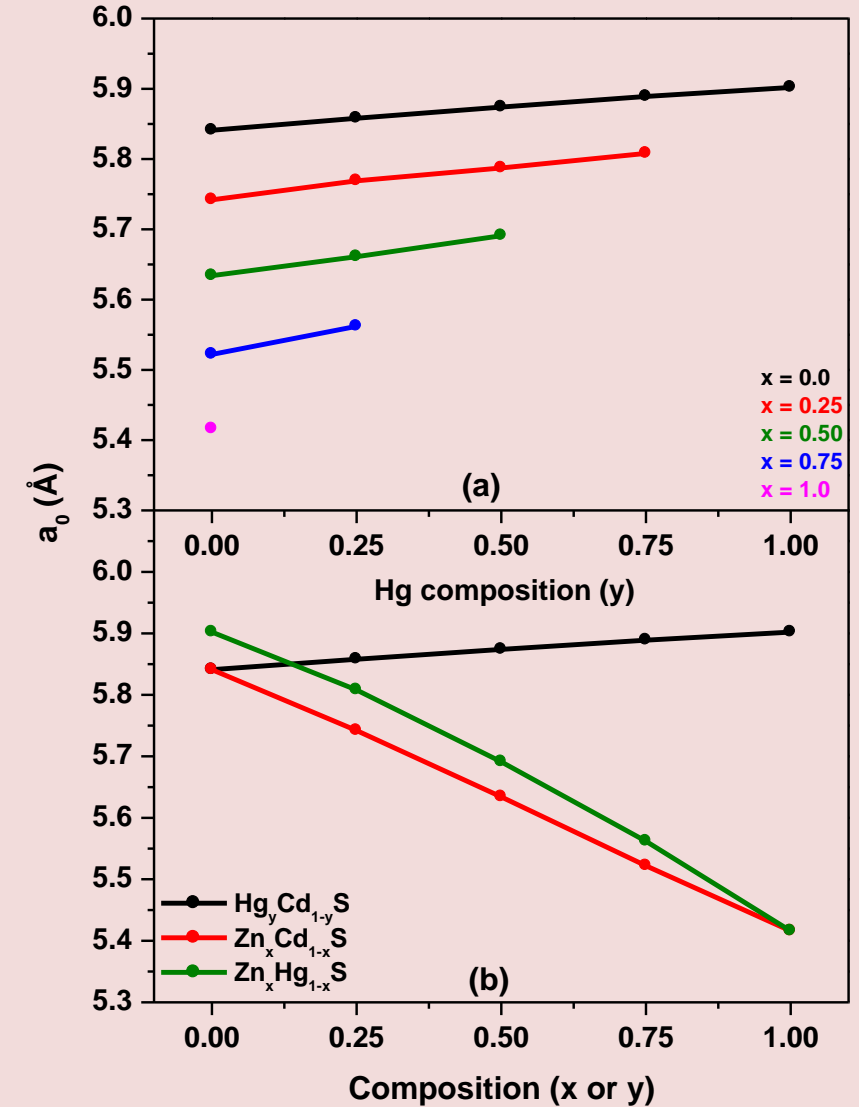 6.0
5.9
5.8
5.7
5.6
5.5
5.4
5.3
x = 0.0
x = 0.25
x = 0.50
x = 0.75
x = 1.0
(a)
0.00 0.25 0.50 0.75 1.00
Hg composition (y)
a₀ (Å)
6.0
5.9
5.8
5.7
5.6
5.5
5.4
5.3
HgᵧCd₁₋ᵧS
ZnₓCd₁₋ₓS
ZnₓHg₁₋ₓS
(b)
0.00 0.25 0.50 0.75 1.00
Composition (x or y)